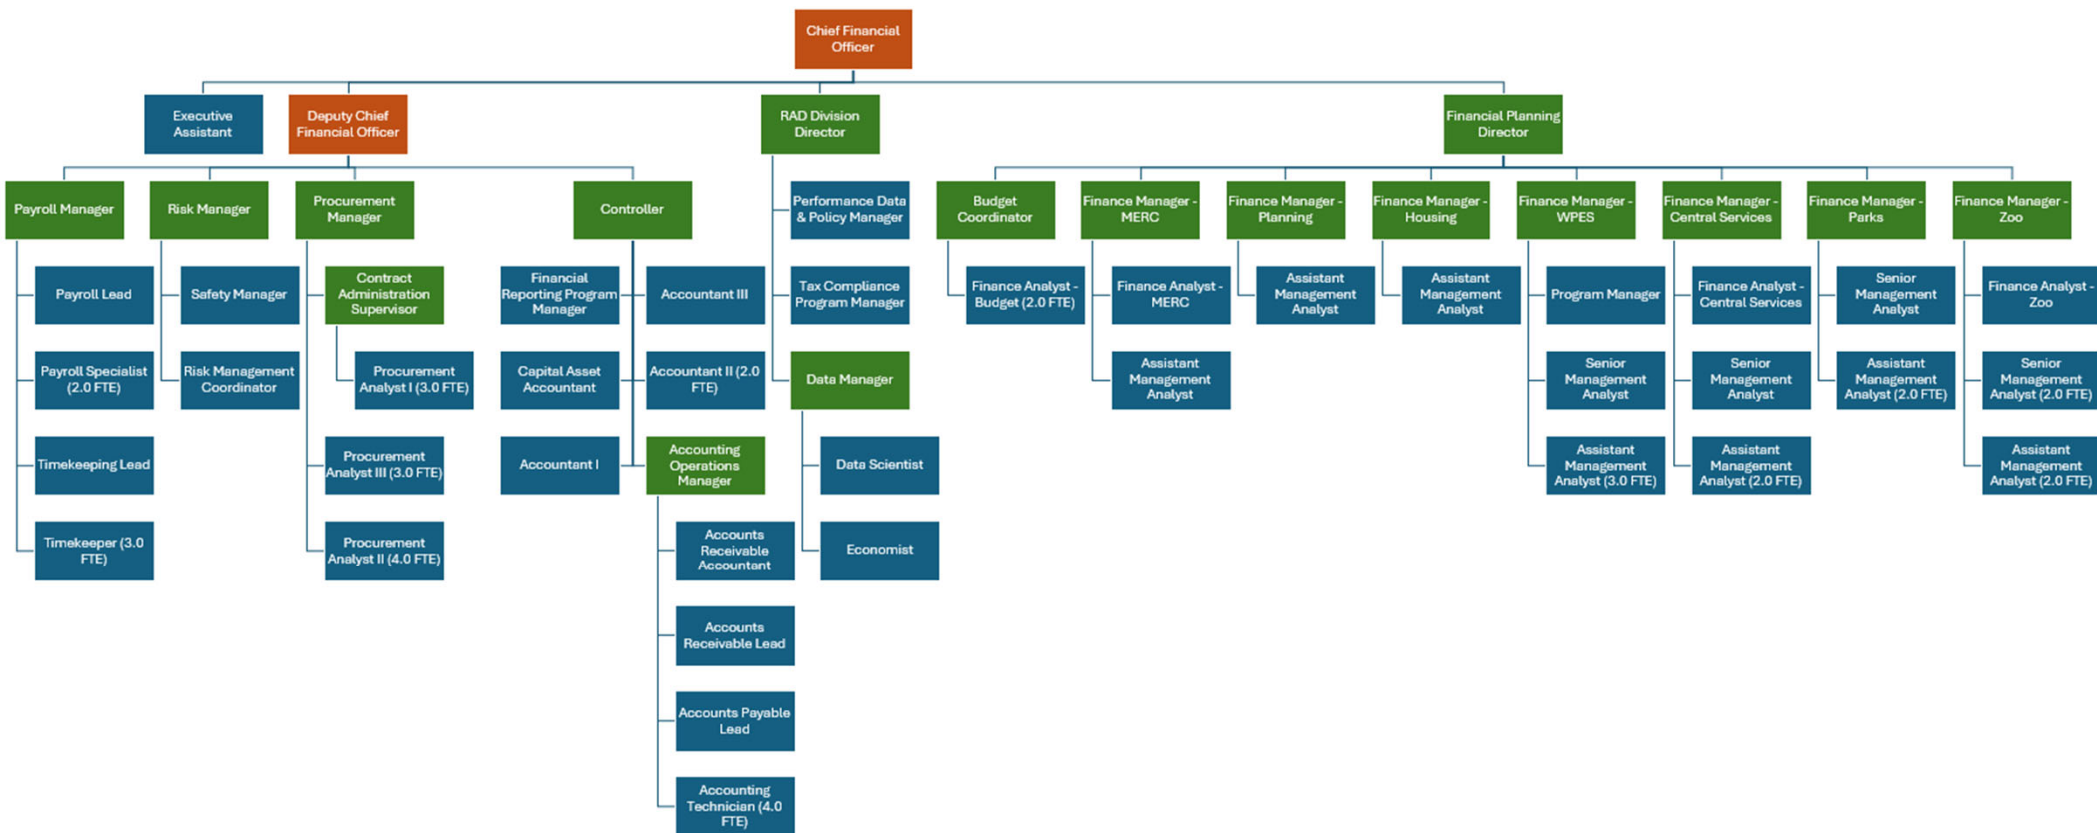 Chief Financial
Officer
Executive
Assistant
Deputy Chief
Financial Officer
RAD Division
Director
Financial Planning
Director
Payroll Manager
Risk Manager
Procurement
Manager
Controller
Performance Data
& Policy Manager
Budget
Coordinator
Finance Manager -
MERC
Finance Manager -
Planning
Finance Manager -
Housing
Finance Manager -
WPES
Finance Manager -
Central Services
Finance Manager -
Parks
Finance Manager -
Zoo
Payroll Lead
Safety Manager
Contract
Administration
Supervisor
Financial
Reporting Program
Manager
Accountant III
Tax Compliance
Program Manager
Finance Analyst -
Budget (2.0 FTE)
Finance Analyst -
MERC
Assistant
Management
Analyst
Assistant
Management
Analyst
Program Manager
Finance Analyst -
Central Services
Senior
Management
Analyst
Finance Analyst -
Zoo
Payroll Specialist
(2.0 FTE)
Risk Management
Coordinator
Procurement
Analyst I (3.0 FTE)
Capital Asset
Accountant
Accountant II (2.0
FTE)
Data Manager
Assistant
Management
Analyst
Senior
Management
Analyst
Senior
Management
Analyst
Assistant
Management
Analyst (2.0 FTE)
Senior
Management
Analyst (2.0 FTE)
Timekeeping Lead
Procurement
Analyst III (3.0 FTE)
Accountant I
Accounting
Operations
Manager
Data Scientist
Assistant
Management
Analyst (3.0 FTE)
Assistant
Management
Analyst (2.0 FTE)
Assistant
Management
Analyst (2.0 FTE)
Timekeeper (3.0
FTE)
Procurement
Analyst II (4.0 FTE)
Accounts
Receivable
Accountant
Economist
Accounts
Receivable Lead
Accounts Payable
Lead
Accounting
Technician (4.0
FTE)